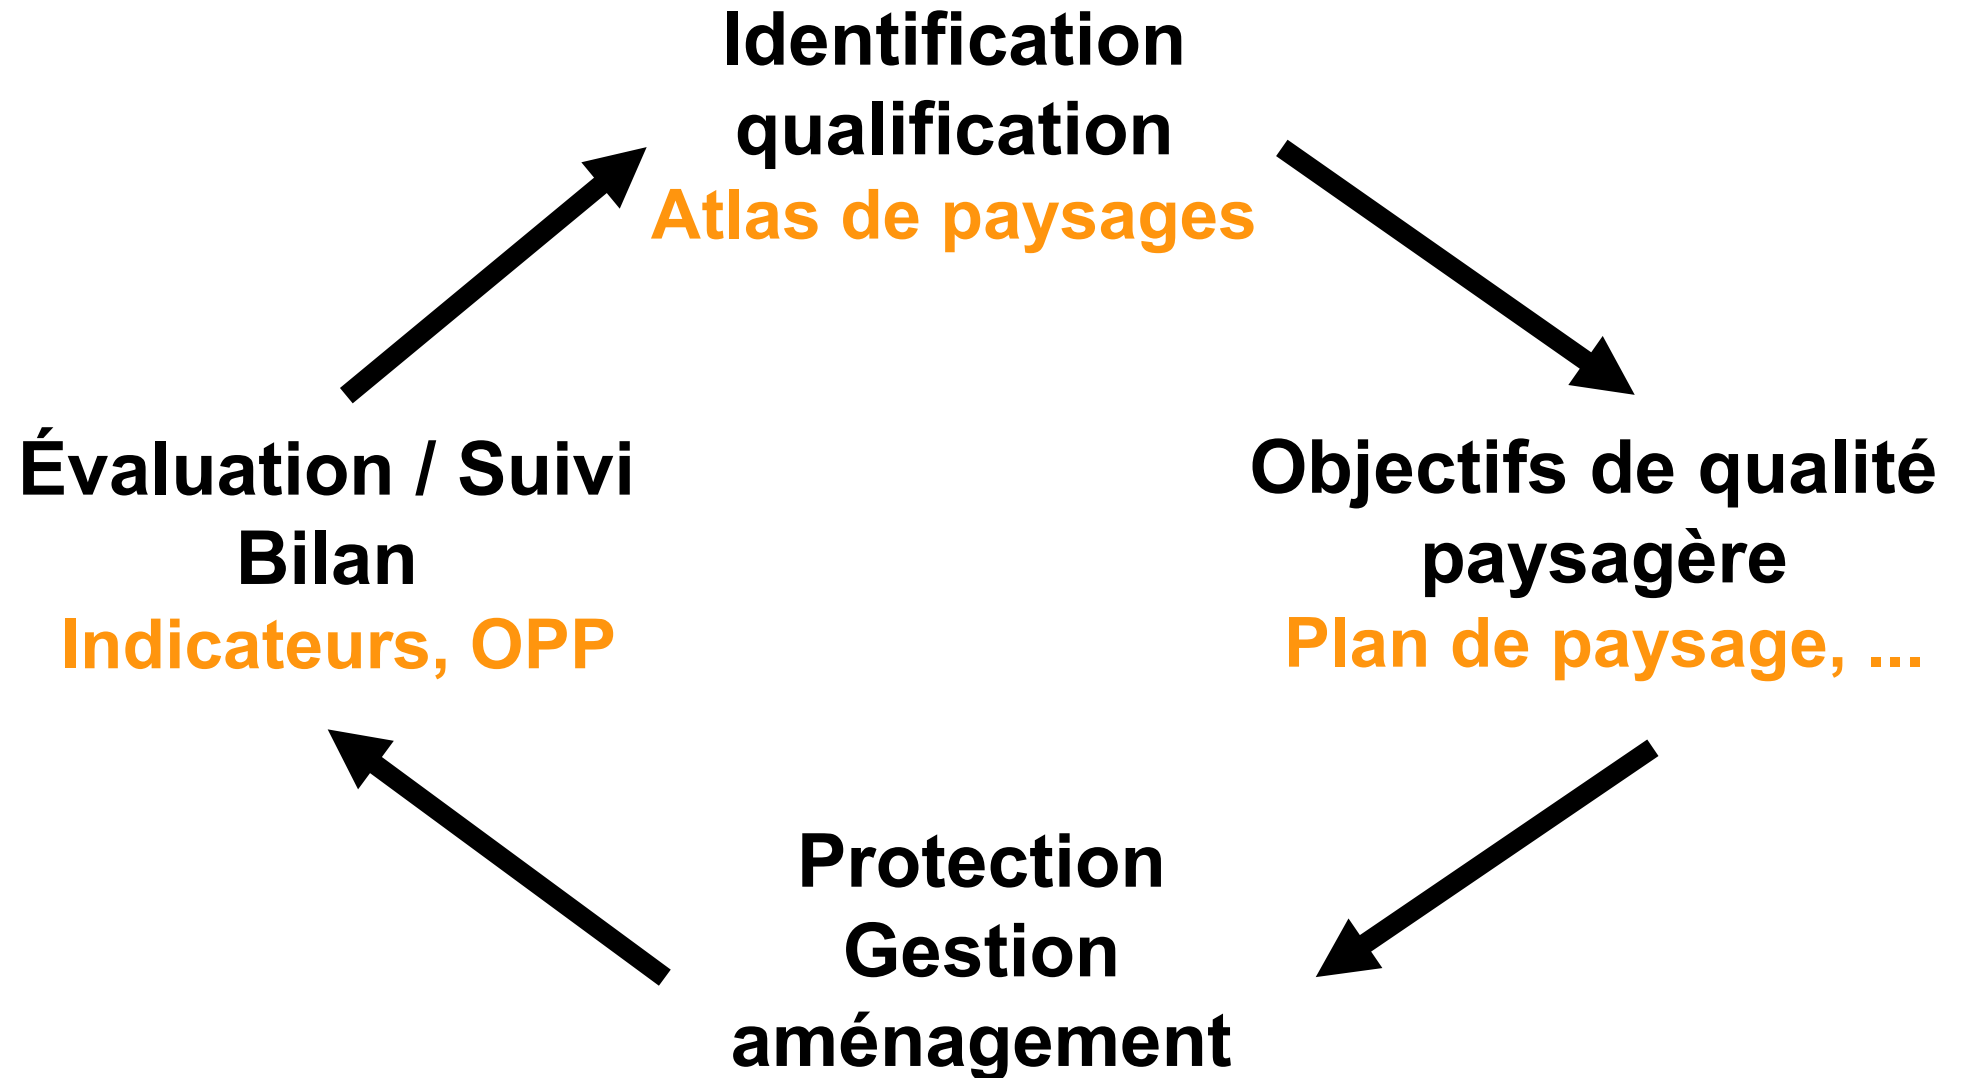 Identification
qualification
Atlas de paysages
Évaluation / Suivi
Bilan
Indicateurs, OPP
Objectifs de qualité
paysagère
Plan de paysage, ...
Protection
Gestion
aménagement